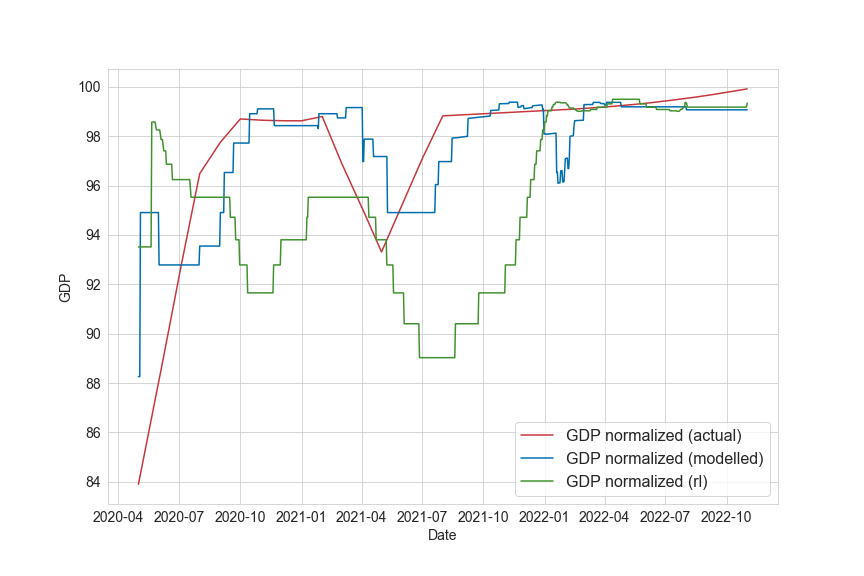 100
98
96
94
92
90
88
86
84
GDP
GDP normalized (actual)
GDP normalized (modelled)
GDP normalized (rl)
2020-04 2020-07 2020-10 2021-01 2021-04 2021-07 2021-10 2022-01 2022-04 2022-07 2022-10
Date